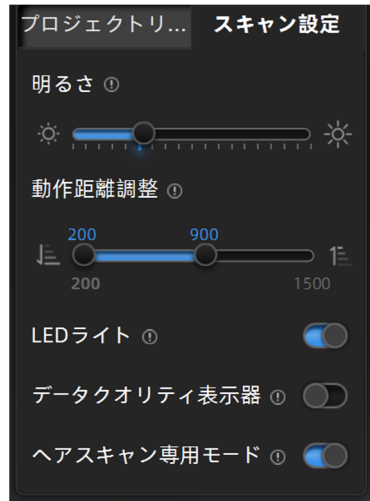 プロジェクトリ... スキャン設定
明るさ
動作距離調整
200 900
200 1500
LEDライト
データクオリティ表示器
ヘアスキャン専用モード